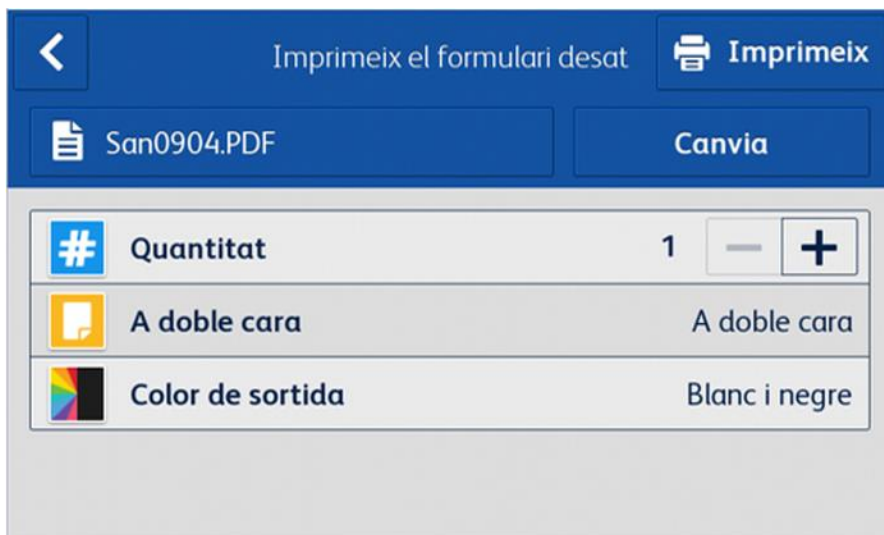 Imprimeix el formulari desat
Imprimeix
San0904.PDF
Canvia
Quantitat 1
A doble cara A doble cara
Color de sortida Blanc i negre